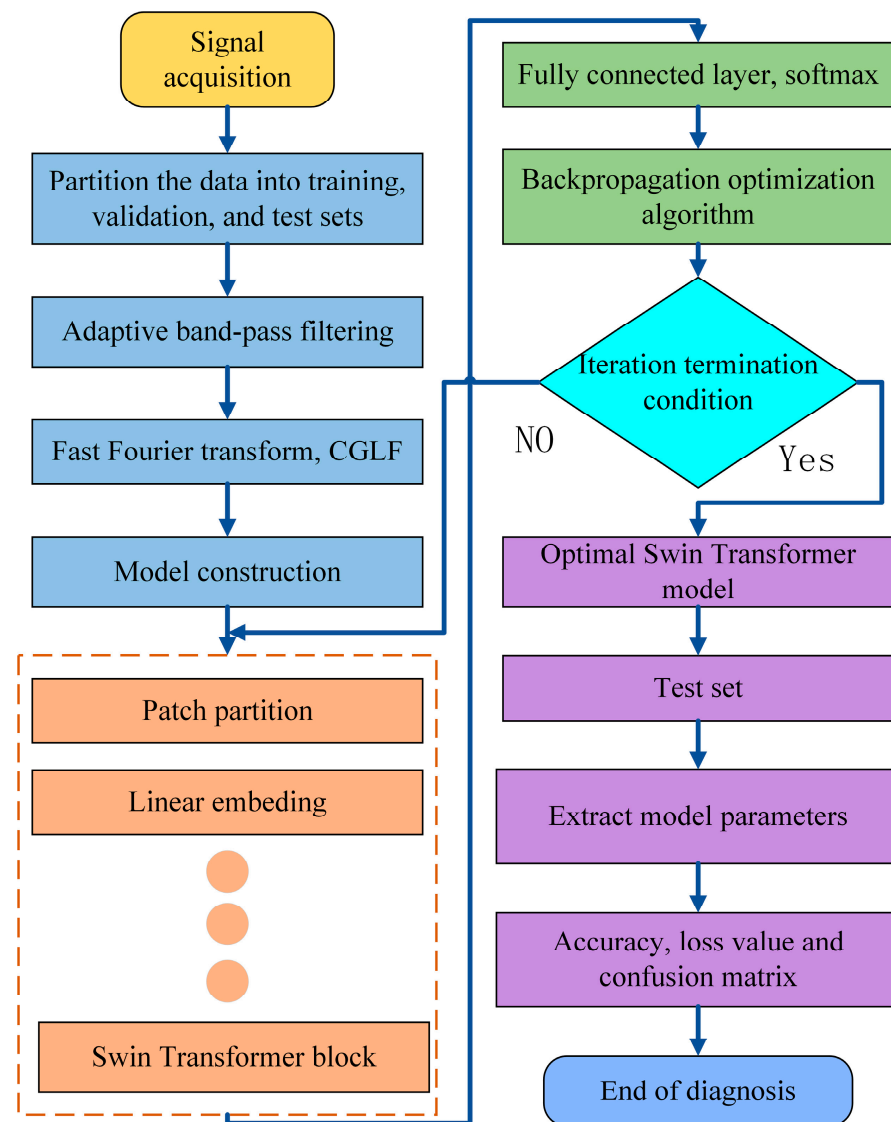 Signal
acquisition
Partition the data into training,
validation, and test sets
Adaptive band-pass filtering
Fast Fourier transform, CGLF
Model construction
Patch partition
Linear embeding
Swin Transformer block
Fully connected layer, softmax
Backpropagation optimization
algorithm
Iteration termination
condition
NO
Yes
Optimal Swin Transformer
model
Test set
Extract model parameters
Accuracy, loss value and
confusion matrix
End of diagnosis